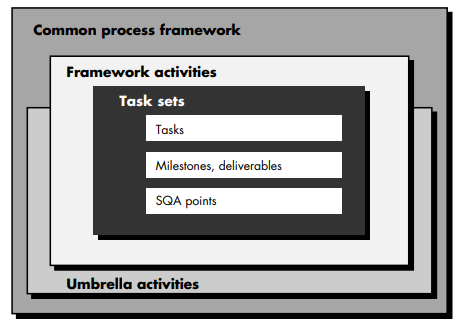 Common process framework
Framework activities
Task sets
Tasks
Milestones, deliverables
SQA points
Umbrella activities